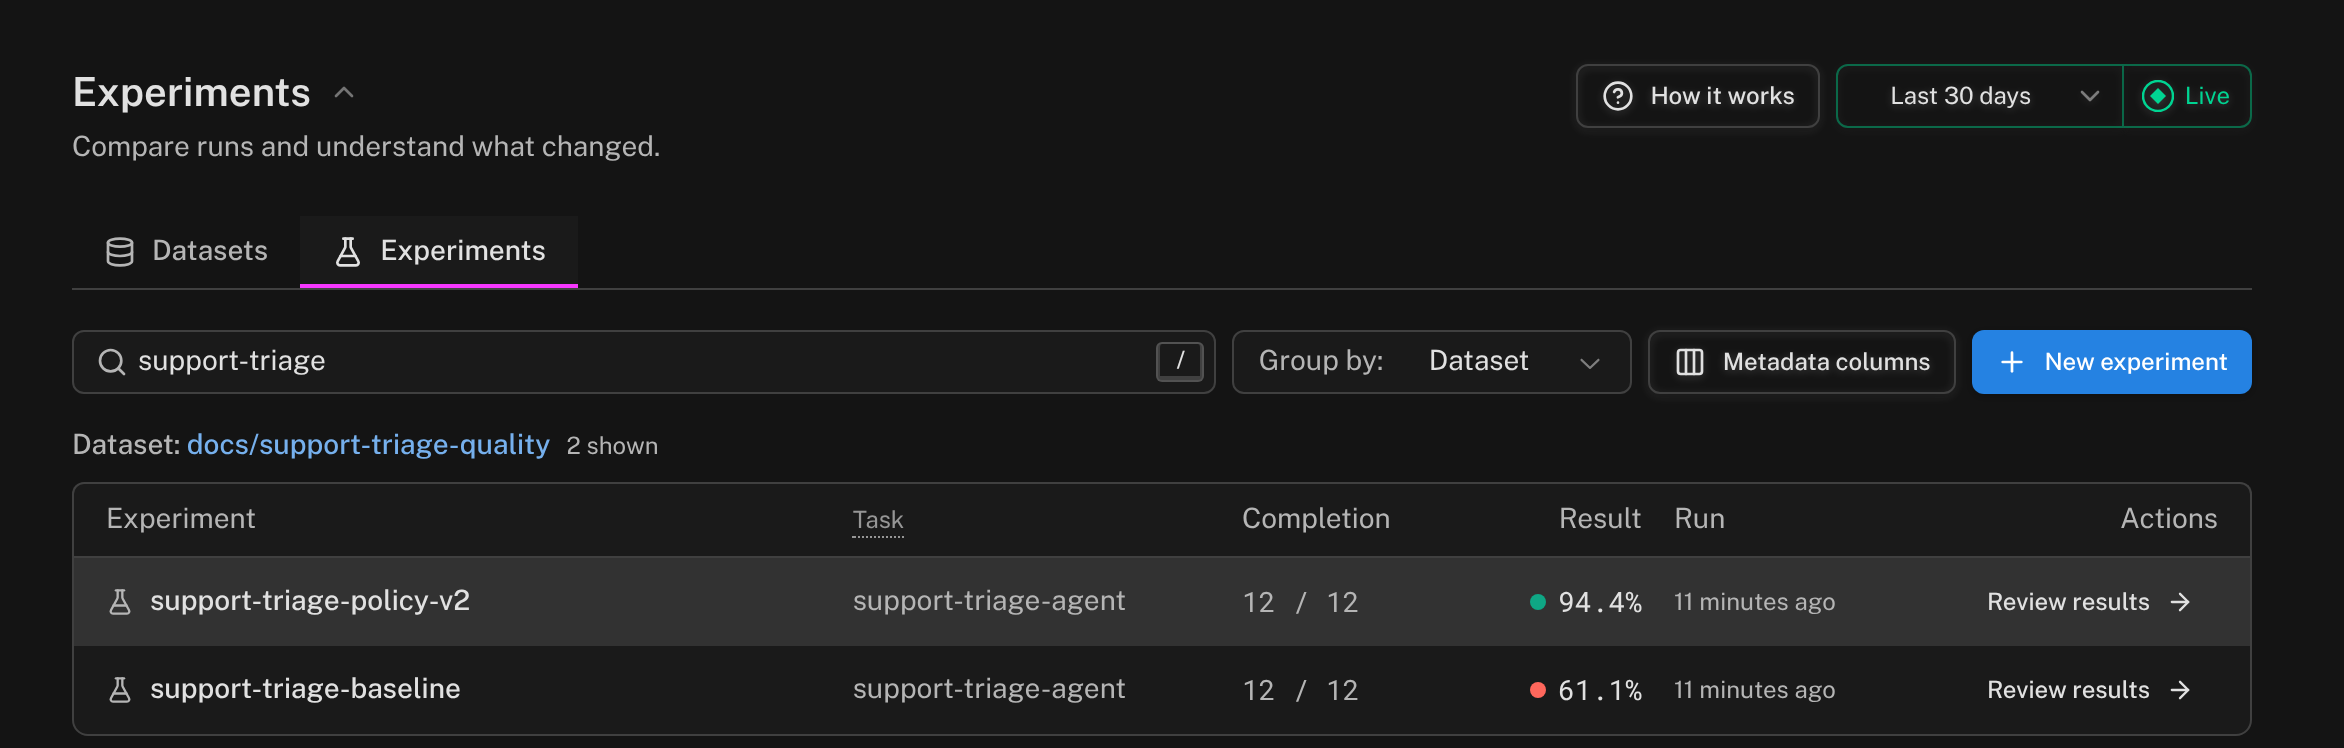 Experiments
How it works
Last 30 days
Live
Compare runs and understand what changed.
Datasets
Experiments
support-triage
/
Group by: Dataset
Metadata columns
New experiment
Dataset: docs/support-triage-quality 2 shown
Experiment Task Completion Result Run Actions
support-triage-policy-v2 support-triage-agent 12 / 12 94.4% 11 minutes ago Review results →
support-triage-baseline support-triage-agent 12 / 12 61.1% 11 minutes ago Review results →